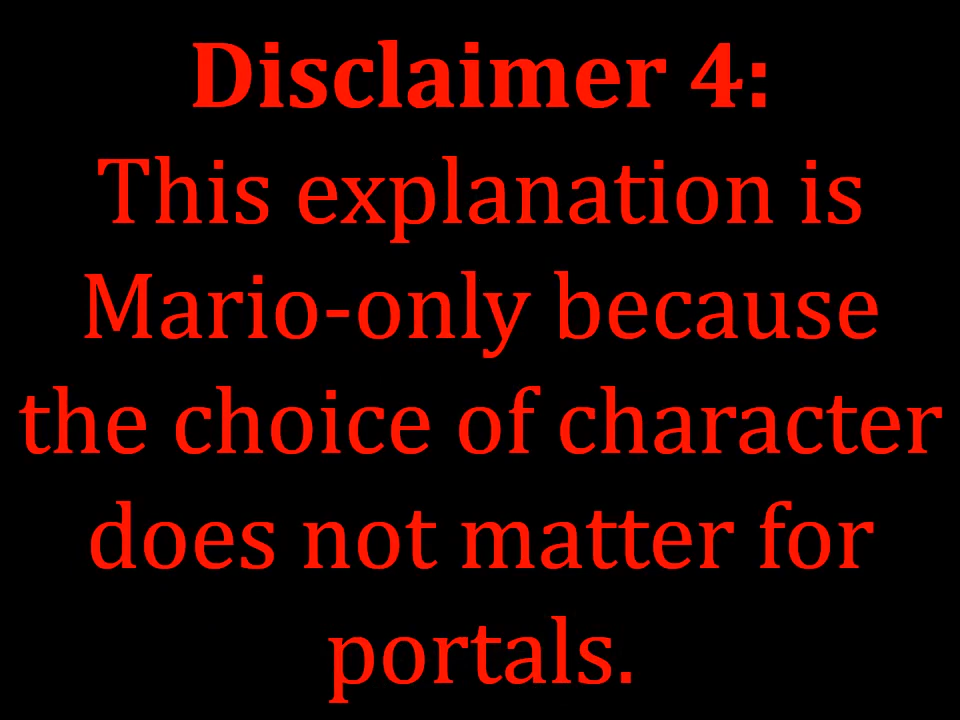 Disclaimer 4:
This explanation is
Mario-only because
the choice of character
does not matter for
portals.